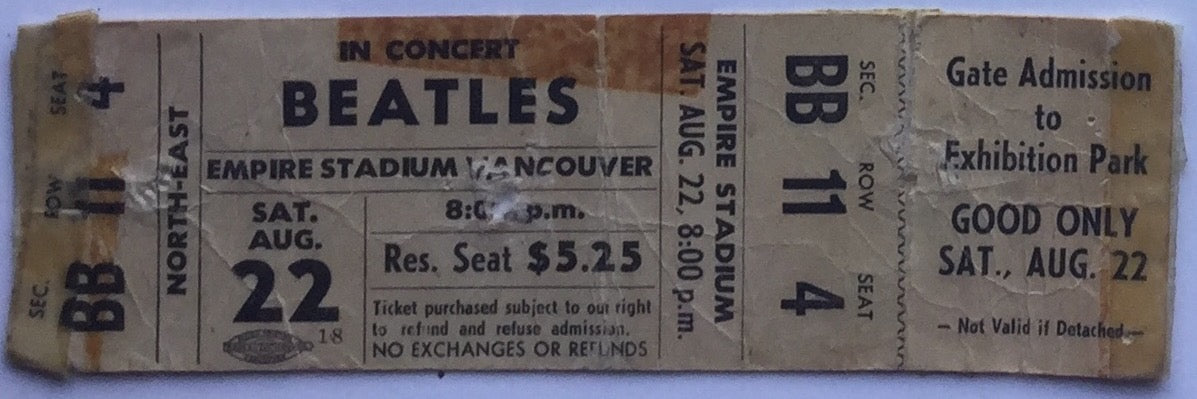 SEC. ROW SEAT
BB 11 4
NORTH-EAST
IN CONCERT
BEATLES
EMPIRE STADIUM VANCOUVER
SAT.
AUG.
22
8:0 p.m.
Res. Seat $5.25
Ticket purchased subject to our right
to refund and refuse admission.
NO EXCHANGES OR REFUNDS
18
EMPIRE STADIUM
SAT. AUG. 22, 8:00 p.m.
SEC. ROW SEAT
BB 11 4
Gate Admission
to
Exhibition Park
GOOD ONLY
SAT., AUG. 22
— Not Valid if Detached —